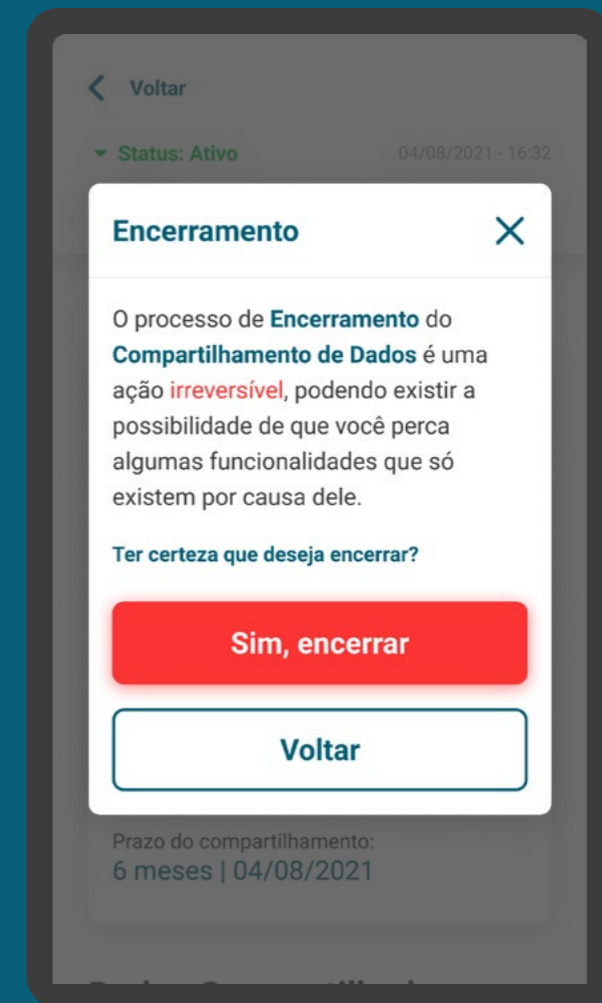 Voltar
Status: Ativo
04/08/2021 - 16:32
Encerramento
O processo de Encerramento do
Compartilhamento de Dados é uma
ação irreversível, podendo existir a
possibilidade de que você perca
algumas funcionalidades que só
existem por causa dele.
Ter certeza que deseja encerrar?
Sim, encerrar
Voltar
Prazo do compartilhamento:
6 meses | 04/08/2021